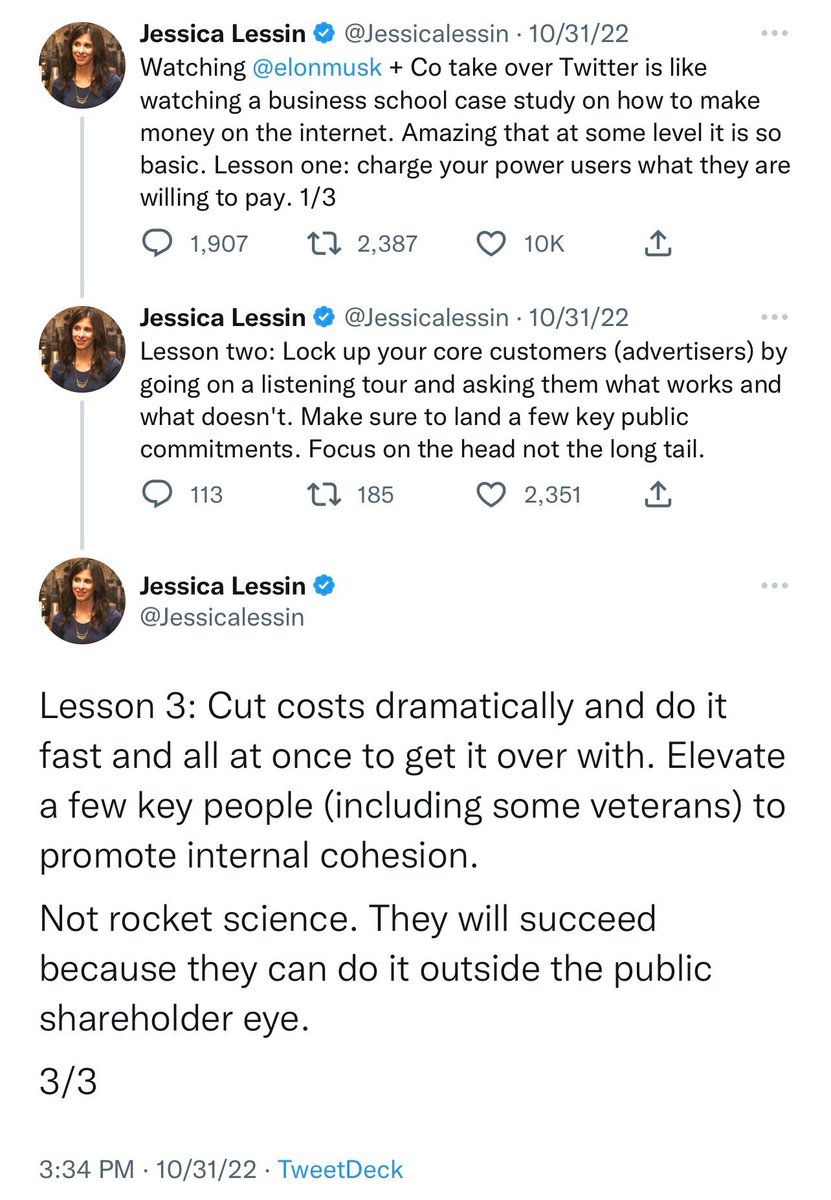 Jessica Lessin @Jessicalessin · 10/31/22
Watching @elonmusk + Co take over Twitter is like
watching a business school case study on how to make
money on the internet. Amazing that at some level it is so
basic. Lesson one: charge your power users what they are
willing to pay. 1/3
1,907 2,387 10K
Jessica Lessin @Jessicalessin · 10/31/22
Lesson two: Lock up your core customers (advertisers) by
going on a listening tour and asking them what works and
what doesn't. Make sure to land a few key public
commitments. Focus on the head not the long tail.
113 185 2,351
Jessica Lessin
@Jessicalessin
Lesson 3: Cut costs dramatically and do it
fast and all at once to get it over with. Elevate
a few key people (including some veterans) to
promote internal cohesion.
Not rocket science. They will succeed
because they can do it outside the public
shareholder eye.
3/3
3:34 PM · 10/31/22 · TweetDeck